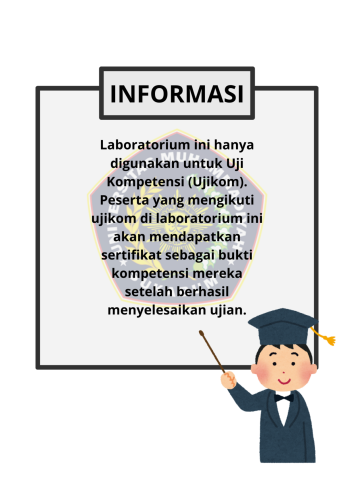 INFORMASI
Laboratorium ini hanya
digunakan untuk Uji
Kompetensi (Ujikom).
Peserta yang mengikuti
ujikom di laboratorium ini
akan mendapatkan
sertifikat sebagai bukti
kompetensi mereka
setelah berhasil
menyelesaikan ujian.